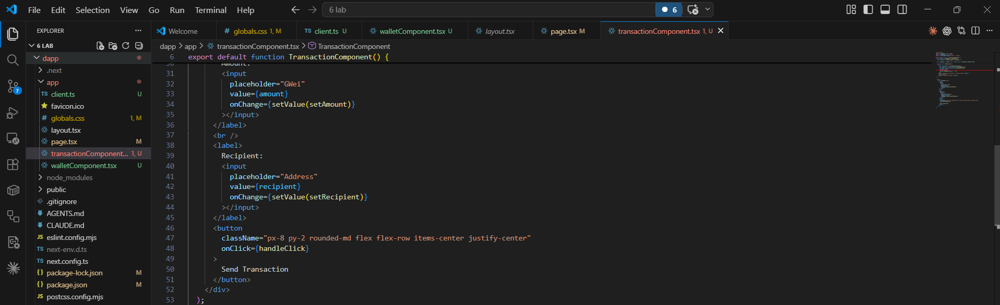 File Edit Selection View Go Run Terminal Help
6 lab
6
EXPLORER
Welcome
# globals.css 1, M
TS client.ts U
walletComponent.tsx U
layout.tsx
page.tsx M
transactionComponent.tsx 1, U
6 LAB
dapp > app > transactionComponent.tsx > TransactionComponent
dapp
.next
app
TS client.ts U
favicon.ico
# globals.css 1, M
layout.tsx
page.tsx M
transactionComponent... 1, U
walletComponent.tsx U
node_modules
public
.gitignore
AGENTS.md
CLAUDE.md
JS eslint.config.mjs
TS next-env.d.ts
TS next.config.ts
{} package-lock.json M
{} package.json M
JS postcss.config.mjs
7
6 export default function TransactionComponent() {
30 Amount:
31 <input
32 placeholder="GWei"
33 value={amount}
34 onChange={setValue(setAmount)}
35 ></input>
36 </label>
37 <br />
38 <label>
39 Recipient:
40 <input
41 placeholder="Address"
42 value={recipient}
43 onChange={setValue(setRecipient)}
44 ></input>
45 </label>
46 <button
47 className="px-8 py-2 rounded-md flex flex-row items-center justify-center"
48 onClick={handleClick}
49 >
50 Send Transaction
51 </button>
52 </div>
53 );